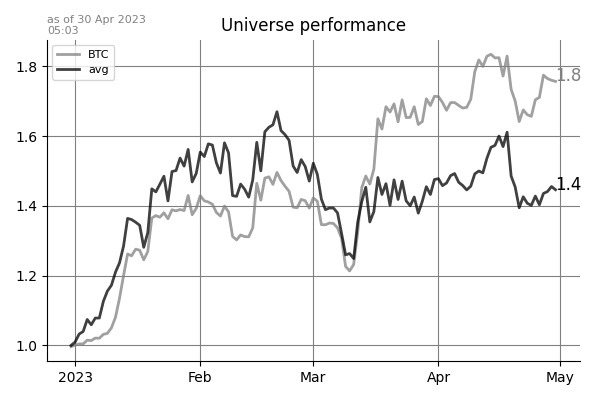 as of 30 Apr 2023
05:03
Universe performance
BTC
avg
1.8
1.6
1.4
1.2
1.0
1.8
1.4
2023
Feb
Mar
Apr
May